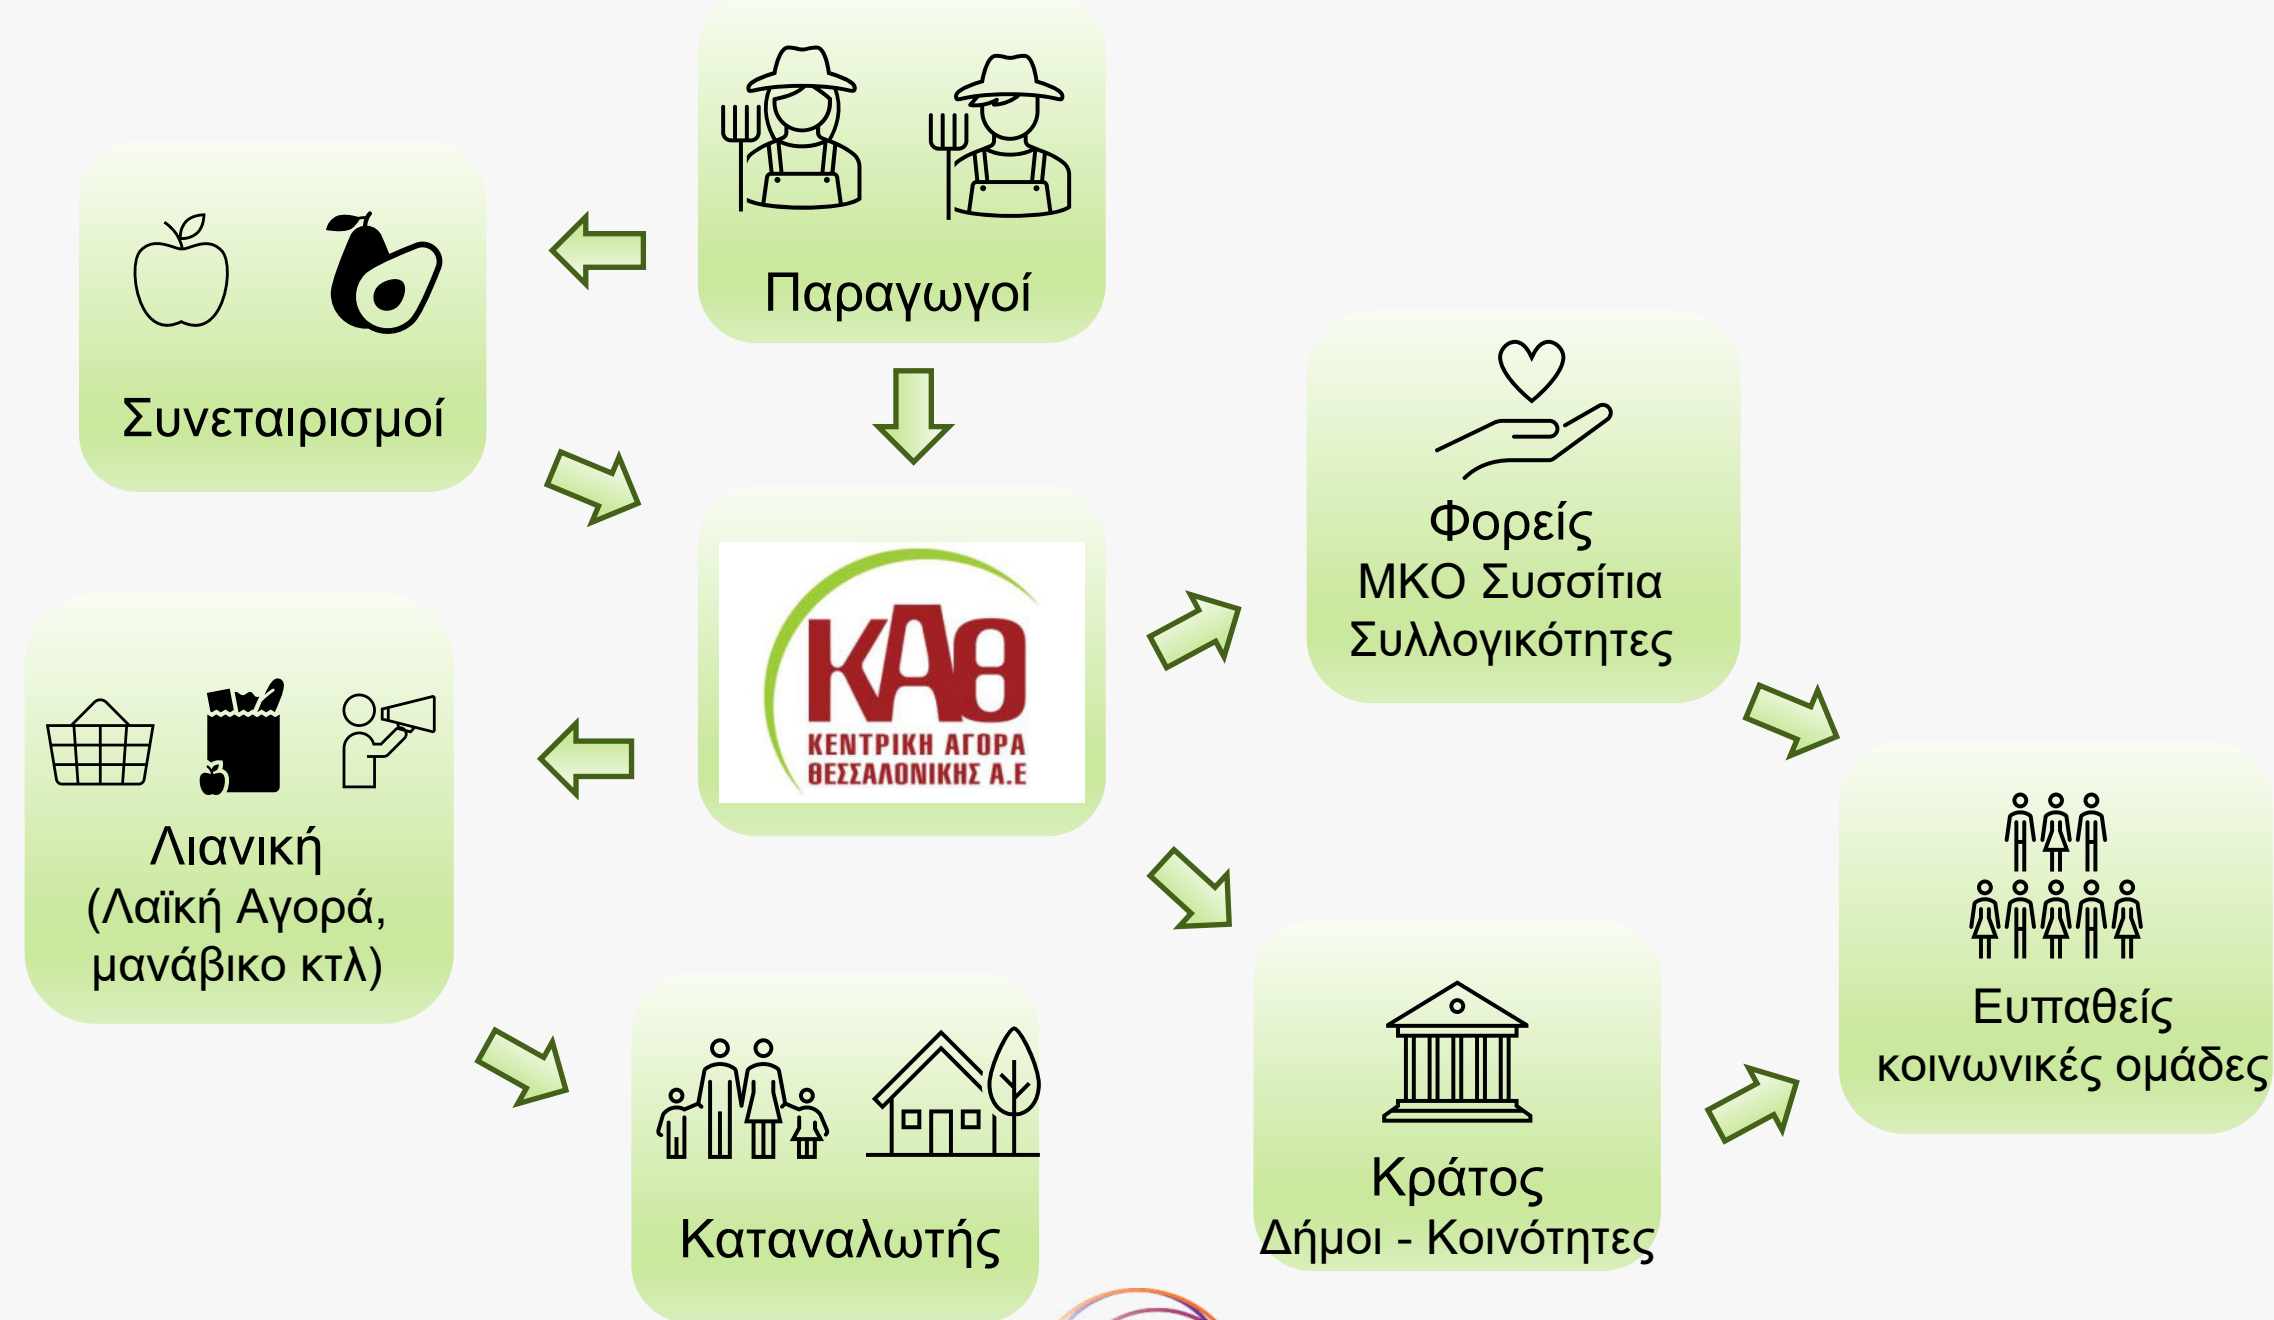 Παραγωγοί
Συνεταιρισμοί
Φορείς
ΜΚΟ Συσσίτια
Συλλογικότητες
ΚΑΘ
ΚΕΝΤΡΙΚΗ ΑΓΟΡΑ
ΘΕΣΣΑΛΟΝΙΚΗΣ Α.Ε
Λιανική
(Λαϊκή Αγορά,
μανάβικο κτλ)
Ευπαθείς
κοινωνικές ομάδες
Κράτος
Δήμοι - Κοινότητες
Καταναλωτής